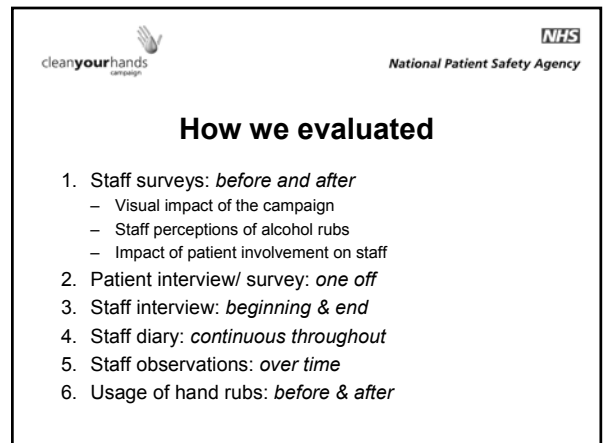 cleanyourhands
campaign
NHS
National Patient Safety Agency
How we evaluated
1. Staff surveys: before and after
– Visual impact of the campaign
– Staff perceptions of alcohol rubs
– Impact of patient involvement on staff
2. Patient interview/ survey: one off
3. Staff interview: beginning & end
4. Staff diary: continuous throughout
5. Staff observations: over time
6. Usage of hand rubs: before & after